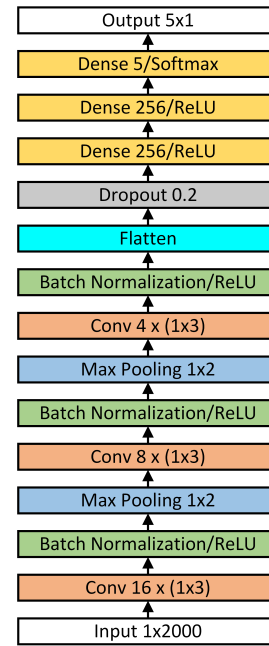 Output 5x1
Dense 5/Softmax
Dense 256/ReLU
Dense 256/ReLU
Dropout 0.2
Flatten
Batch Normalization/ReLU
Conv 4 x (1x3)
Max Pooling 1x2
Batch Normalization/ReLU
Conv 8 x (1x3)
Max Pooling 1x2
Batch Normalization/ReLU
Conv 16 x (1x3)
Input 1x2000